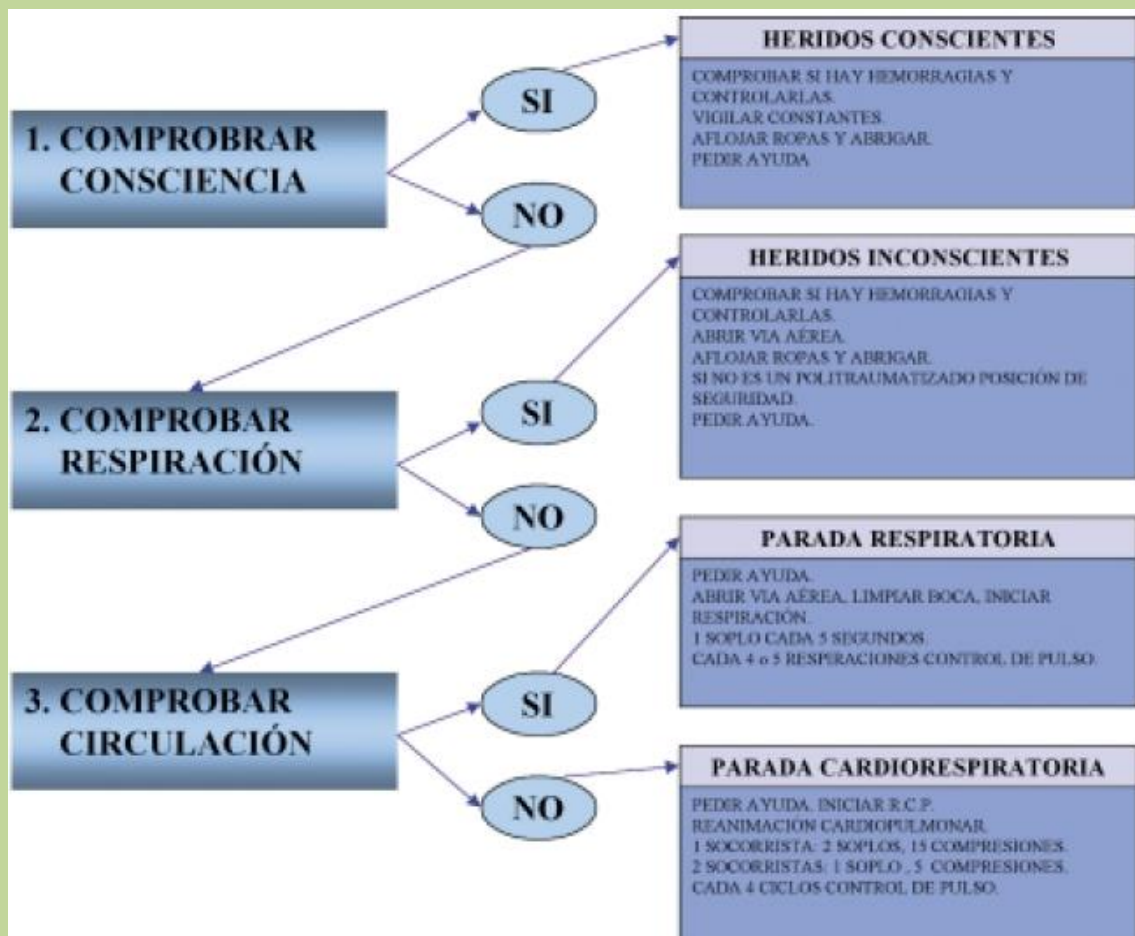 1. COMPROBRAR
CONSCIENCIA
SI
NO
HERIDOS CONSCIENTES
COMPROBAR SI HAY HEMORRAGIAS Y
CONTROLARLAS.
VIGILAR CONSTANTES.
AFLOJAR ROPAS Y ABRIGAR.
PEDIR AYUDA
2. COMPROBAR
RESPIRACIÓN
SI
NO
HERIDOS INCONSCIENTES
COMPROBAR SI HAY HEMORRAGIAS Y
CONTROLARLAS.
ABRIR VIA AÉREA.
AFLOJAR ROPAS Y ABRIGAR.
SI NO ES UN POLITRAUMATIZADO POSICIÓN DE
SEGURIDAD.
PEDIR AYUDA.
3. COMPROBAR
CIRCULACIÓN
SI
NO
PARADA RESPIRATORIA
PEDIR AYUDA.
ABRIR VIA AÉREA, LIMPIAR BOCA, INICIAR
RESPIRACIÓN.
1 SOPLO CADA 5 SEGUNDOS.
CADA 4 o 5 RESPIRACIONES CONTROL DE PULSO.
PARADA CARDIORESPIRATORIA
PEDIR AYUDA. INICIAR R.C.P.
REANIMACION CARDIOPULMONAR.
1 SOCORRISTA: 2 SOPLOS, 15 COMPRESIONES.
2 SOCORRISTAS: 1 SOPLO , 5 COMPRESIONES.
CADA 4 CICLOS CONTROL DE PULSO.